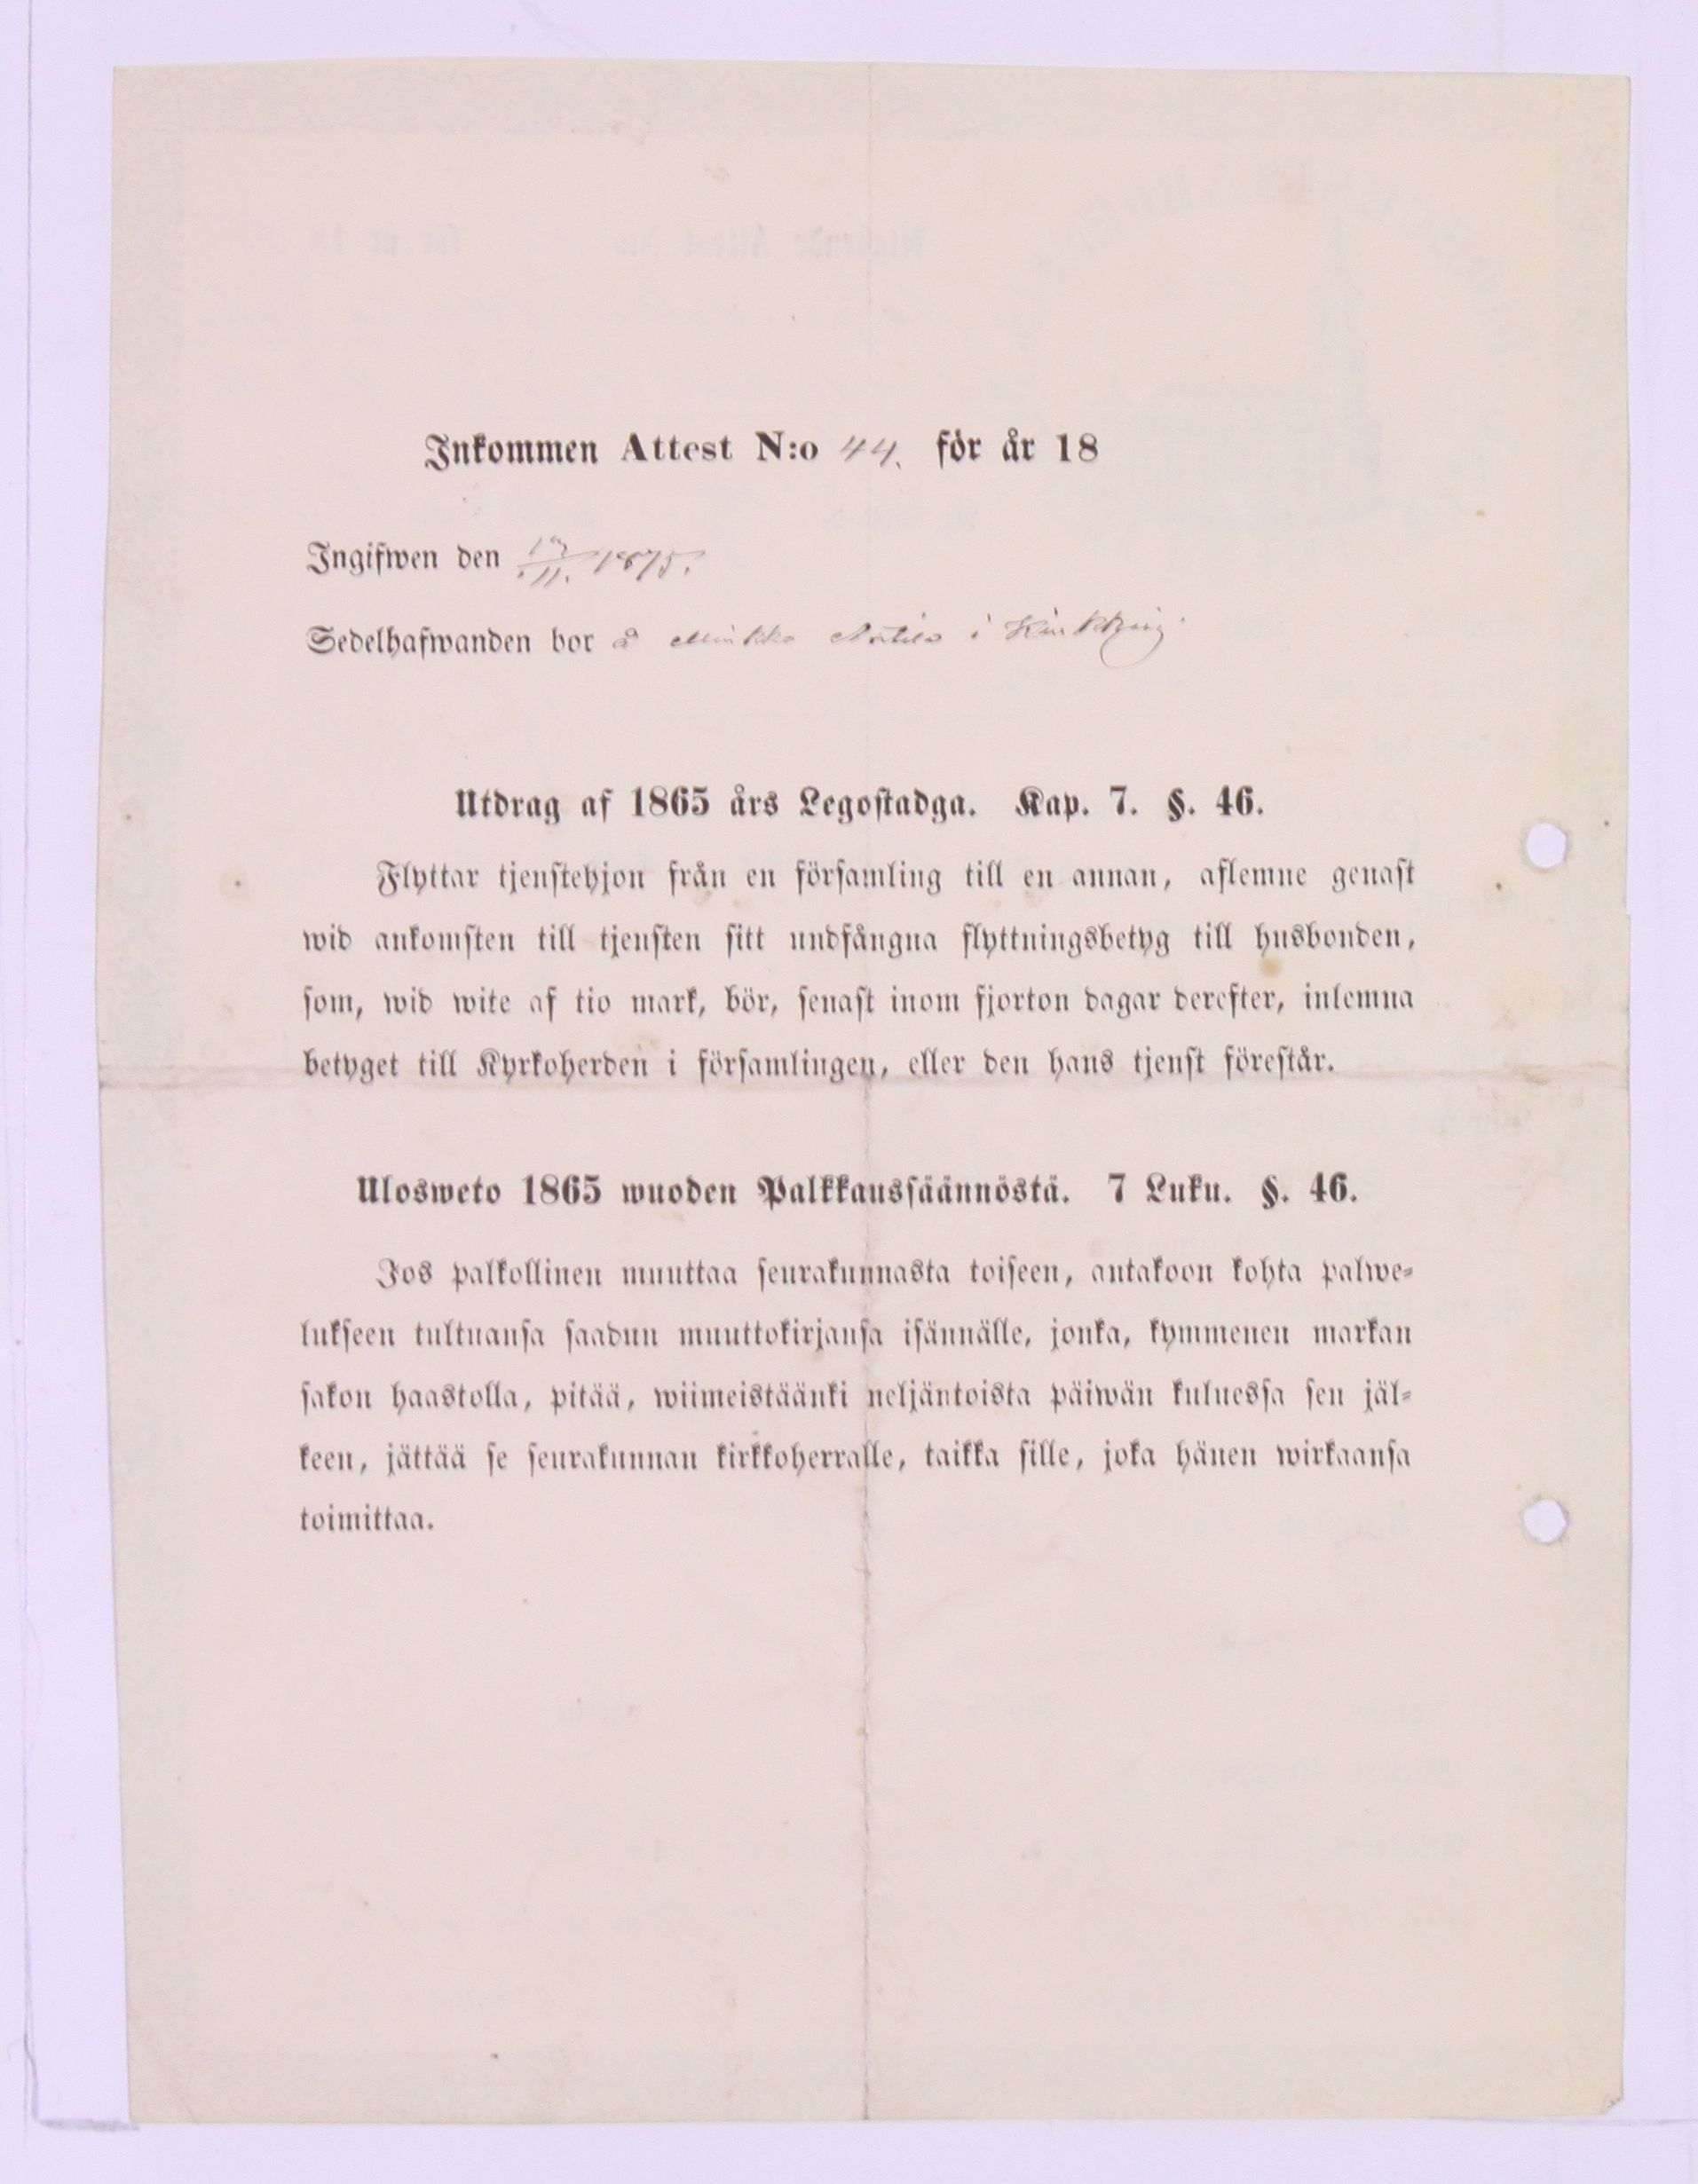 Inkommen Attest N:o 44. för år 18
Ingifwen den 1875.
Sedelhafwanden bor å i
Utdrag af 1865 års Legostadga. Kap. 7. §. 46.
Flyttar tjenstehjon från en församling till en annan, aflemne genast
wid ankomsten till tjensten sitt undfångna flyttningsbetyg till husbonden,
som, wid wite af tio mark, bör, senast inom fjorton dagar derefter, inlemna
betyget till Kyrkoherden i församlingen, eller den hans tjenst förestår.
Ulosweto 1865 wuoden Palkkaussäännöstä. 7 Luku. §. 46.
Jos palkollinen muuttaa seurakunnasta toiseen, antakoon kohta palwe-
lukseen tultuansa saadun muuttokirjansa isännälle, jonka, kymmenen markan
sakon haastolla, pitää, wiimeistäänki neljäntoista päiwän kuluessa sen jäl-
keen, jättää se seurakunnan kirkkoherralle, taikka sille, joka hänen wirkaansa
toimittaa.